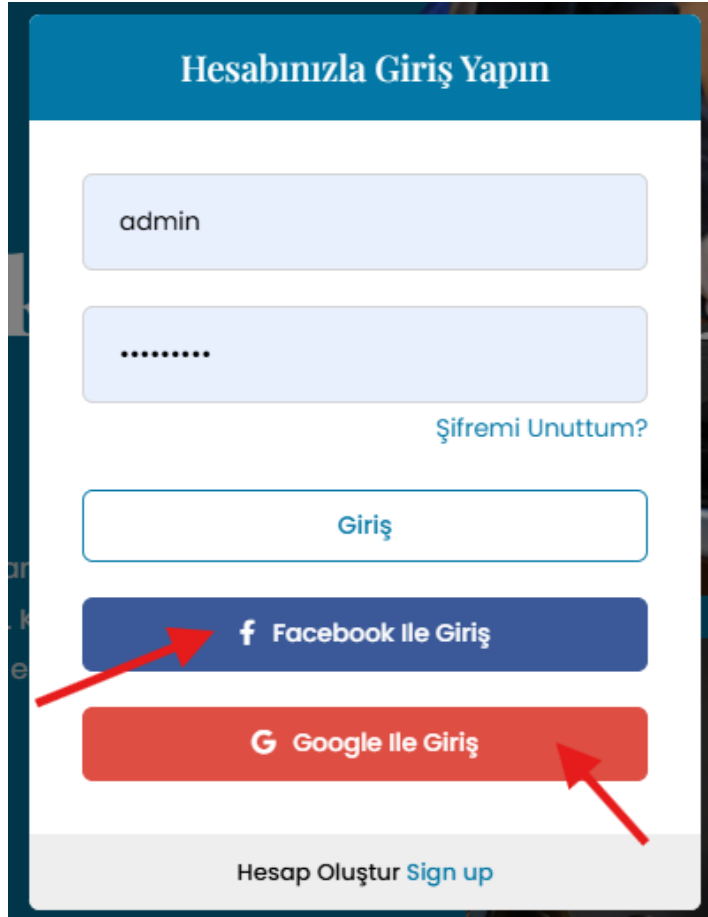 Hesabınızla Giriş Yapın
admin
•••••••••
Şifremi Unuttum?
Giriş
Facebook Ile Giriş
Google Ile Giriş
Hesap Oluştur Sign up